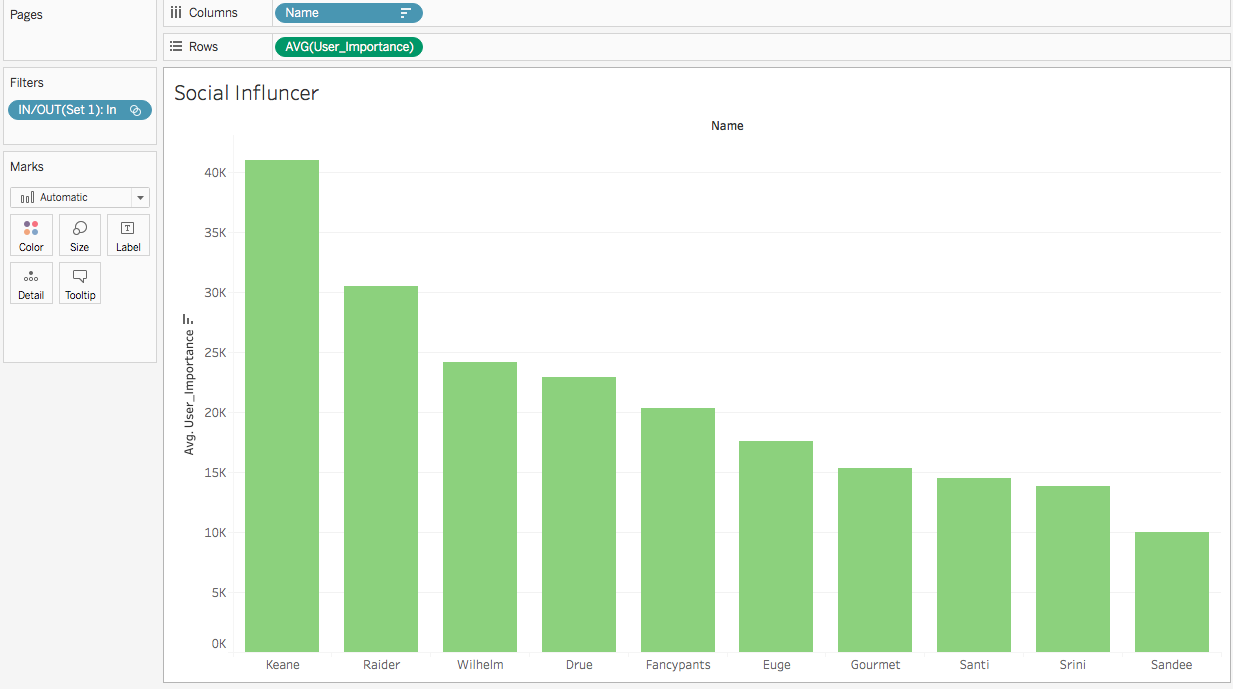 Pages
Columns
Name
Rows
AVG(User_Importance)
Filters
IN/OUT(Set 1): In
Marks
Automatic
Color
Size
Label
Detail
Tooltip
Social Influncer
Name
Avg. User_Importance
40K
35K
30K
25K
20K
15K
10K
5K
0K
Keane Raider Wilhelm Drue Fancypants Euge Gourmet Santi Srini Sandee